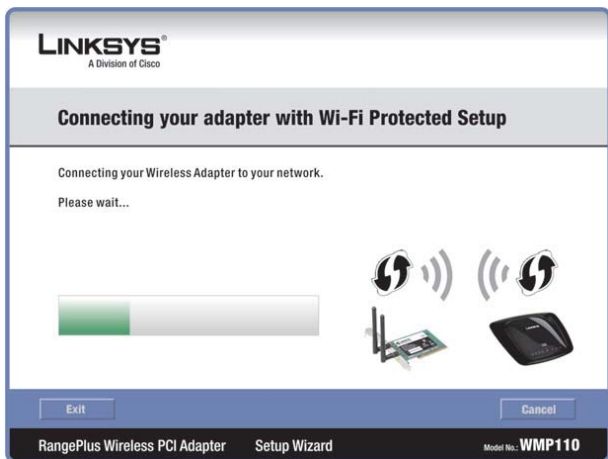 LINKSYS®
A Division of Cisco
Connecting your adapter with Wi-Fi Protected Setup
Connecting your Wireless Adapter to your network.
Please wait...
Exit
Cancel
RangePlus Wireless PCI Adapter Setup Wizard Model No.: WMP110